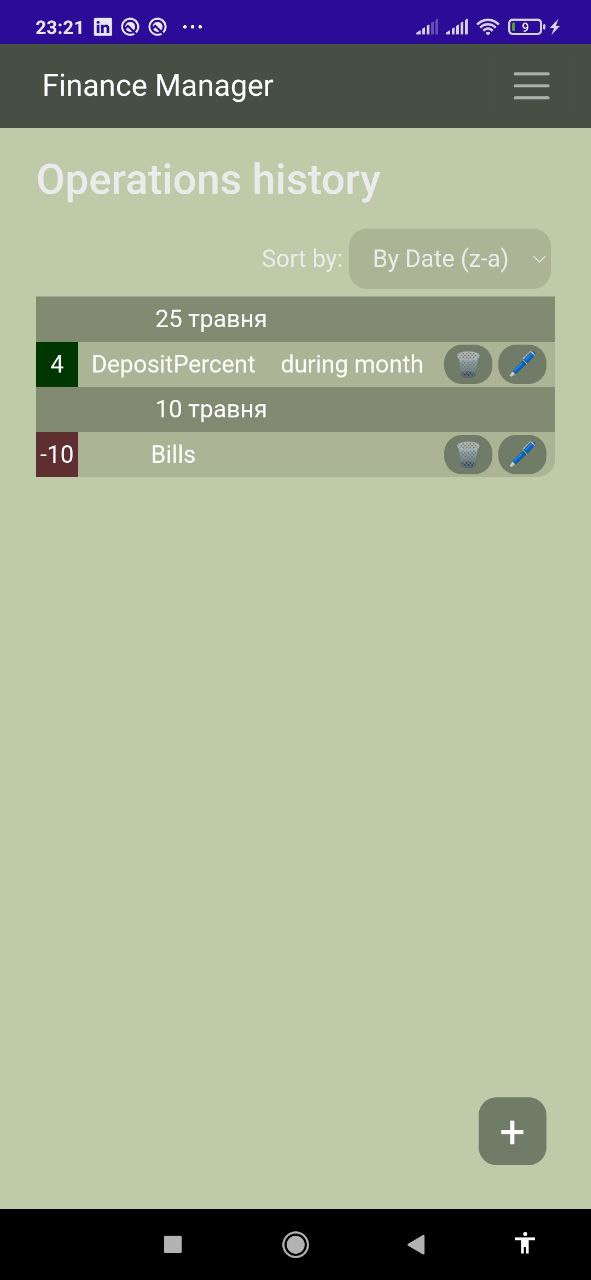 23:21 in 9
Finance Manager
Operations history
Sort by: By Date (z-a)
25 травня
4 DepositPercent during month
10 травня
-10 Bills
+